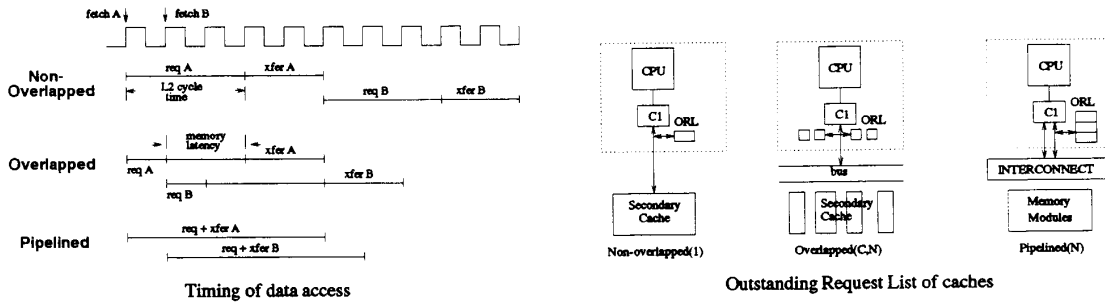 fetch A
fetch B
Non-
Overlapped
req A
xfer A
L2 cycle
time
req B
xfer B
Overlapped
memory
latency
req A
xfer A
req B
xfer B
Pipelined
req + xfer A
req + xfer B
Timing of data access
CPU
C1
ORL
Secondary
Cache
Non-overlapped(1)
CPU
C1
ORL
bus
Secondary
Cache
Overlapped(C,N)
CPU
C1
ORL
INTERCONNECT
Memory
Modules
Pipelined(N)
Outstanding Request List of caches